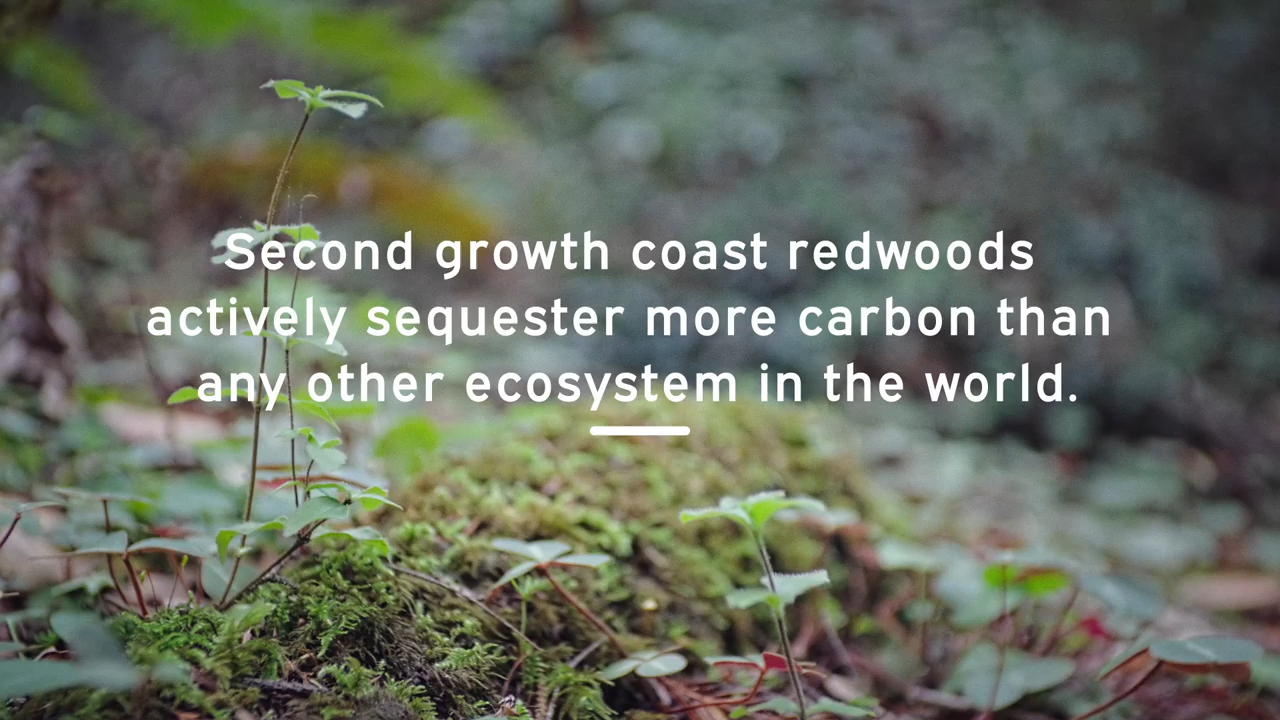 Second growth coast redwoods
actively sequester more carbon than
any other ecosystem in the world.